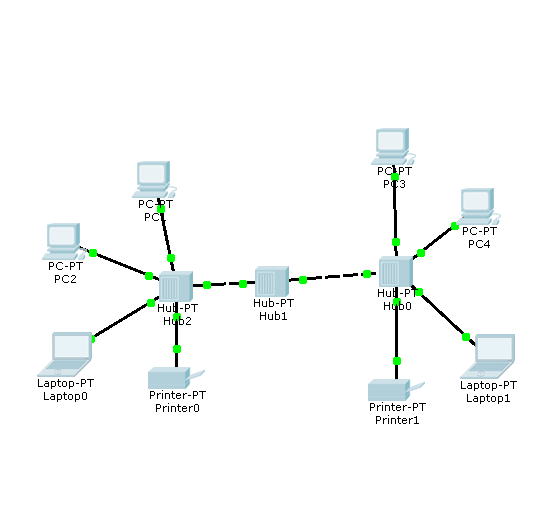 PC-PT
PC3
PC-PT
PC-PT
PC4
PC-PT
PC2
Hub-PT
Hub0
Hub-PT
Hub1
Hub-PT
Hub2
Laptop-PT
Laptop0
Laptop-PT
Laptop1
Printer-PT
Printer0
Printer-PT
Printer1